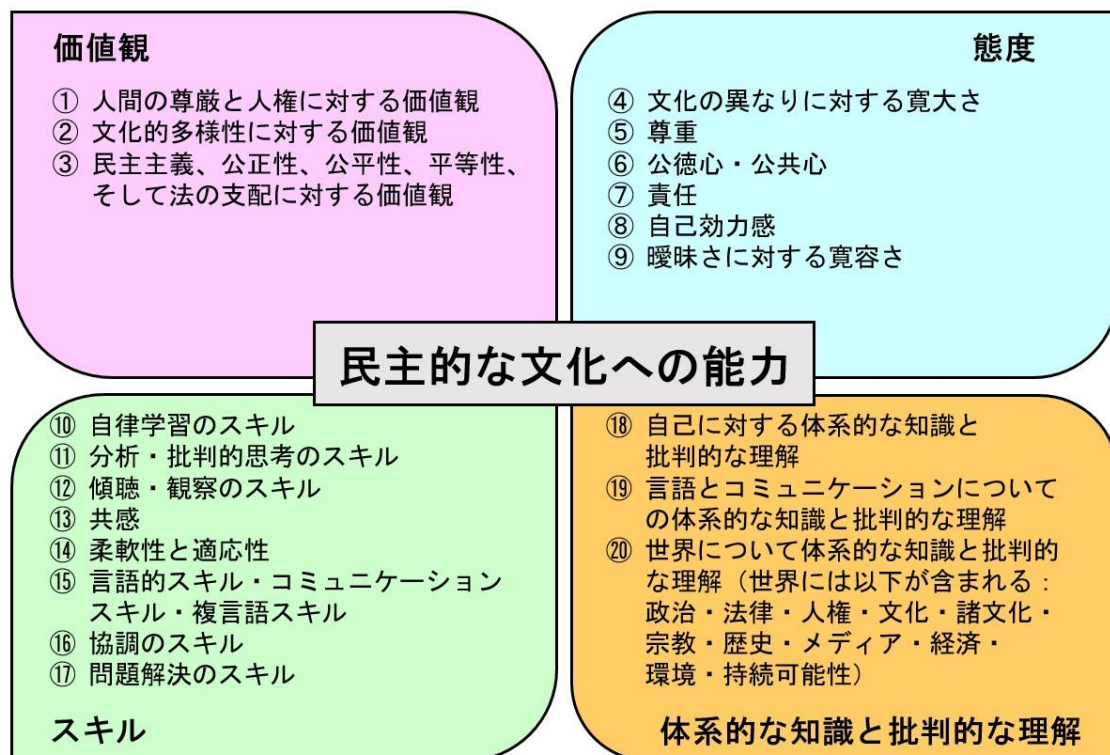 価値観
① 人間の尊厳と人権に対する価値観
② 文化的多様性に対する価値観
③ 民主主義、公正性、公平性、平等性、
そして法の支配に対する価値観
態度
④ 文化の異なりに対する寛大さ
⑤ 尊重
⑥ 公徳心・公共心
⑦ 責任
⑧ 自己効力感
⑨ 曖昧さに対する寛容さ
民主的な文化への能力
⑩ 自律学習のスキル
⑪ 分析・批判的思考のスキル
⑫ 傾聴・観察のスキル
⑬ 共感
⑭ 柔軟性と適応性
⑮ 言語的スキル・コミュニケーション
スキル・複言語スキル
⑯ 協調のスキル
⑰ 問題解決のスキル
スキル
⑱ 自己に対する体系的な知識と
批判的な理解
⑲ 言語とコミュニケーションについて
の体系的な知識と批判的な理解
⑳ 世界について体系的な知識と批判的
な理解（世界には以下が含まれる：
政治・法律・人権・文化・諸文化・
宗教・歴史・メディア・経済・
環境・持続可能性）
体系的な知識と批判的な理解